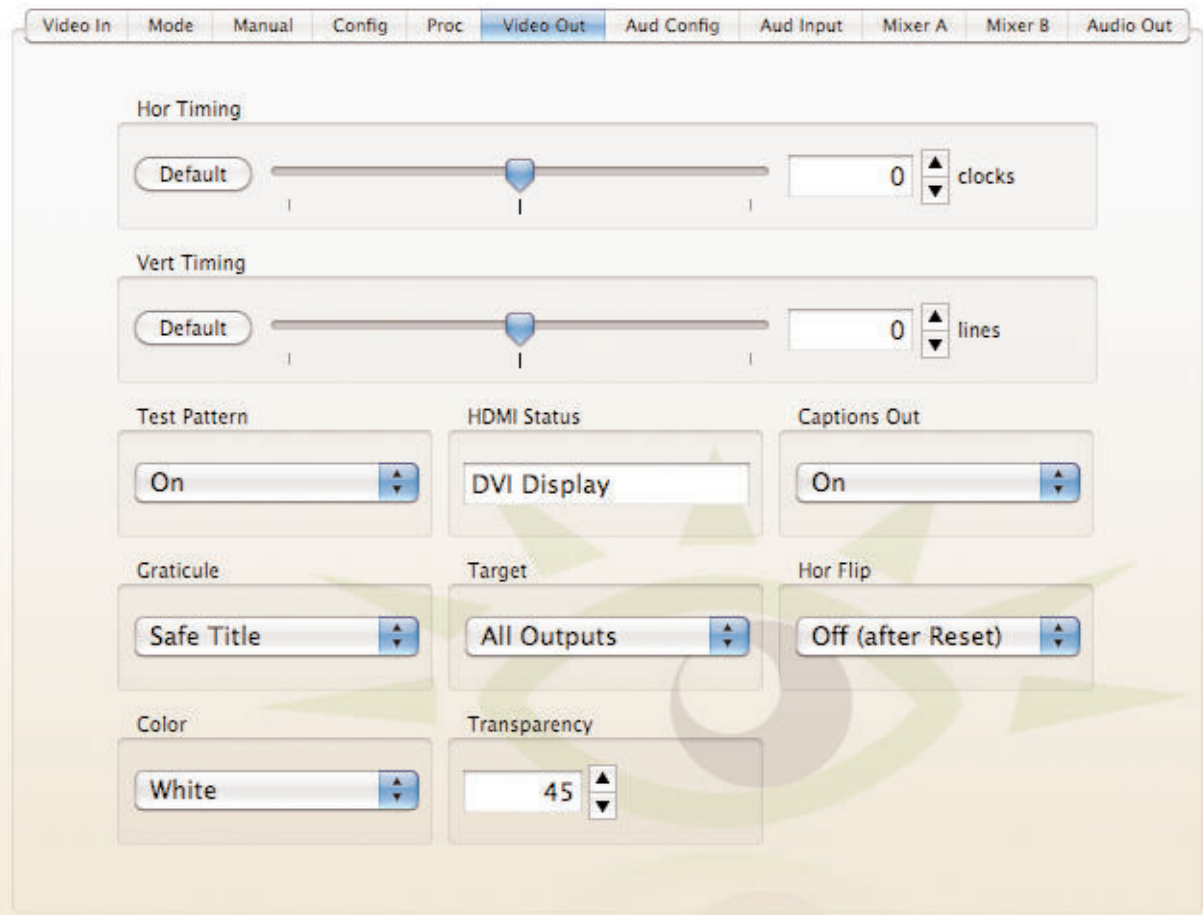 Video In Mode Manual Config Proc Video Out Aud Config Aud Input Mixer A Mixer B Audio Out
Hor Timing
Default 0 clocks
Vert Timing
Default 0 lines
Test Pattern HDMI Status Captions Out
On DVI Display On
Graticule Target Hor Flip
Safe Title All Outputs Off (after Reset)
Color Transparency
White 45